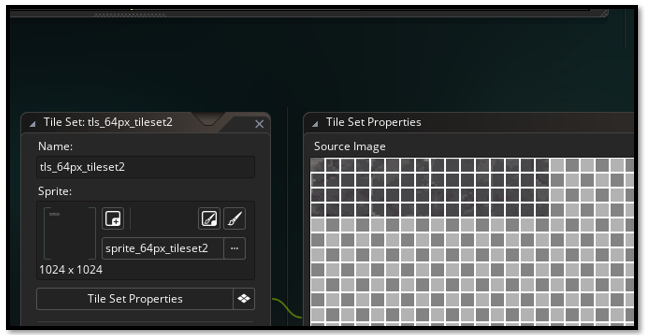 Tile Set: tls_64px_tileset2
Name:
tls_64px_tileset2
Sprite:
sprite_64px_tileset2
...
1024 x 1024
Tile Set Properties
Tile Set Properties
Source Image